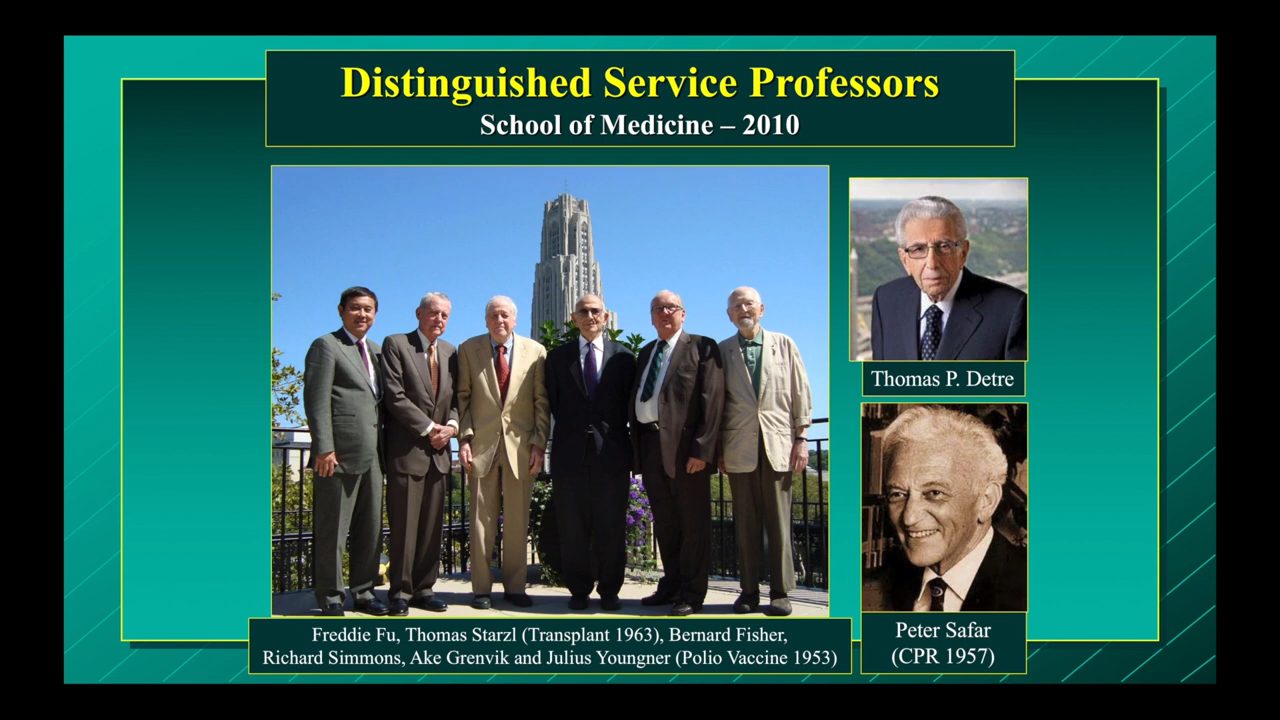 Distinguished Service Professors
School of Medicine – 2010
Thomas P. Detre
Freddie Fu, Thomas Starzl (Transplant 1963), Bernard Fisher,
Richard Simmons, Ake Grenvik and Julius Youngner (Polio Vaccine 1953)
Peter Safar
(CPR 1957)